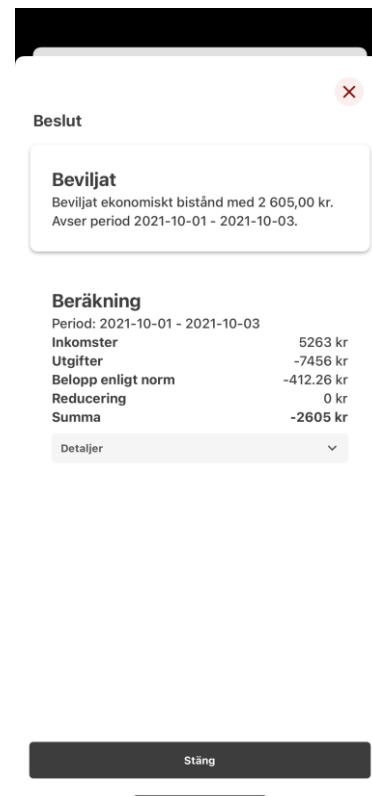 Beslut
Beviljat
Beviljat ekonomiskt bistånd med 2 605,00 kr.
Avser period 2021-10-01 - 2021-10-03.
Beräkning
Period: 2021-10-01 - 2021-10-03
Inkomster 5263 kr
Utgifter -7456 kr
Belopp enligt norm -412.26 kr
Reducering 0 kr
Summa -2605 kr
Detaljer
Stäng